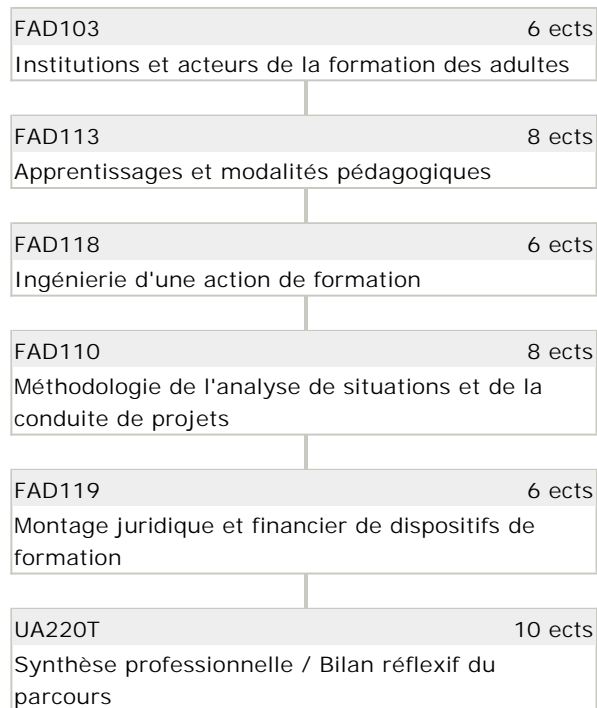 FAD103 6 ects
Institutions et acteurs de la formation des adultes
FAD113 8 ects
Apprentissages et modalités pédagogiques
FAD118 6 ects
Ingénierie d'une action de formation
FAD110 8 ects
Méthodologie de l'analyse de situations et de la
conduite de projets
FAD119 6 ects
Montage juridique et financier de dispositifs de
formation
UA220T 10 ects
Synthèse professionnelle / Bilan réflexif du
parcours